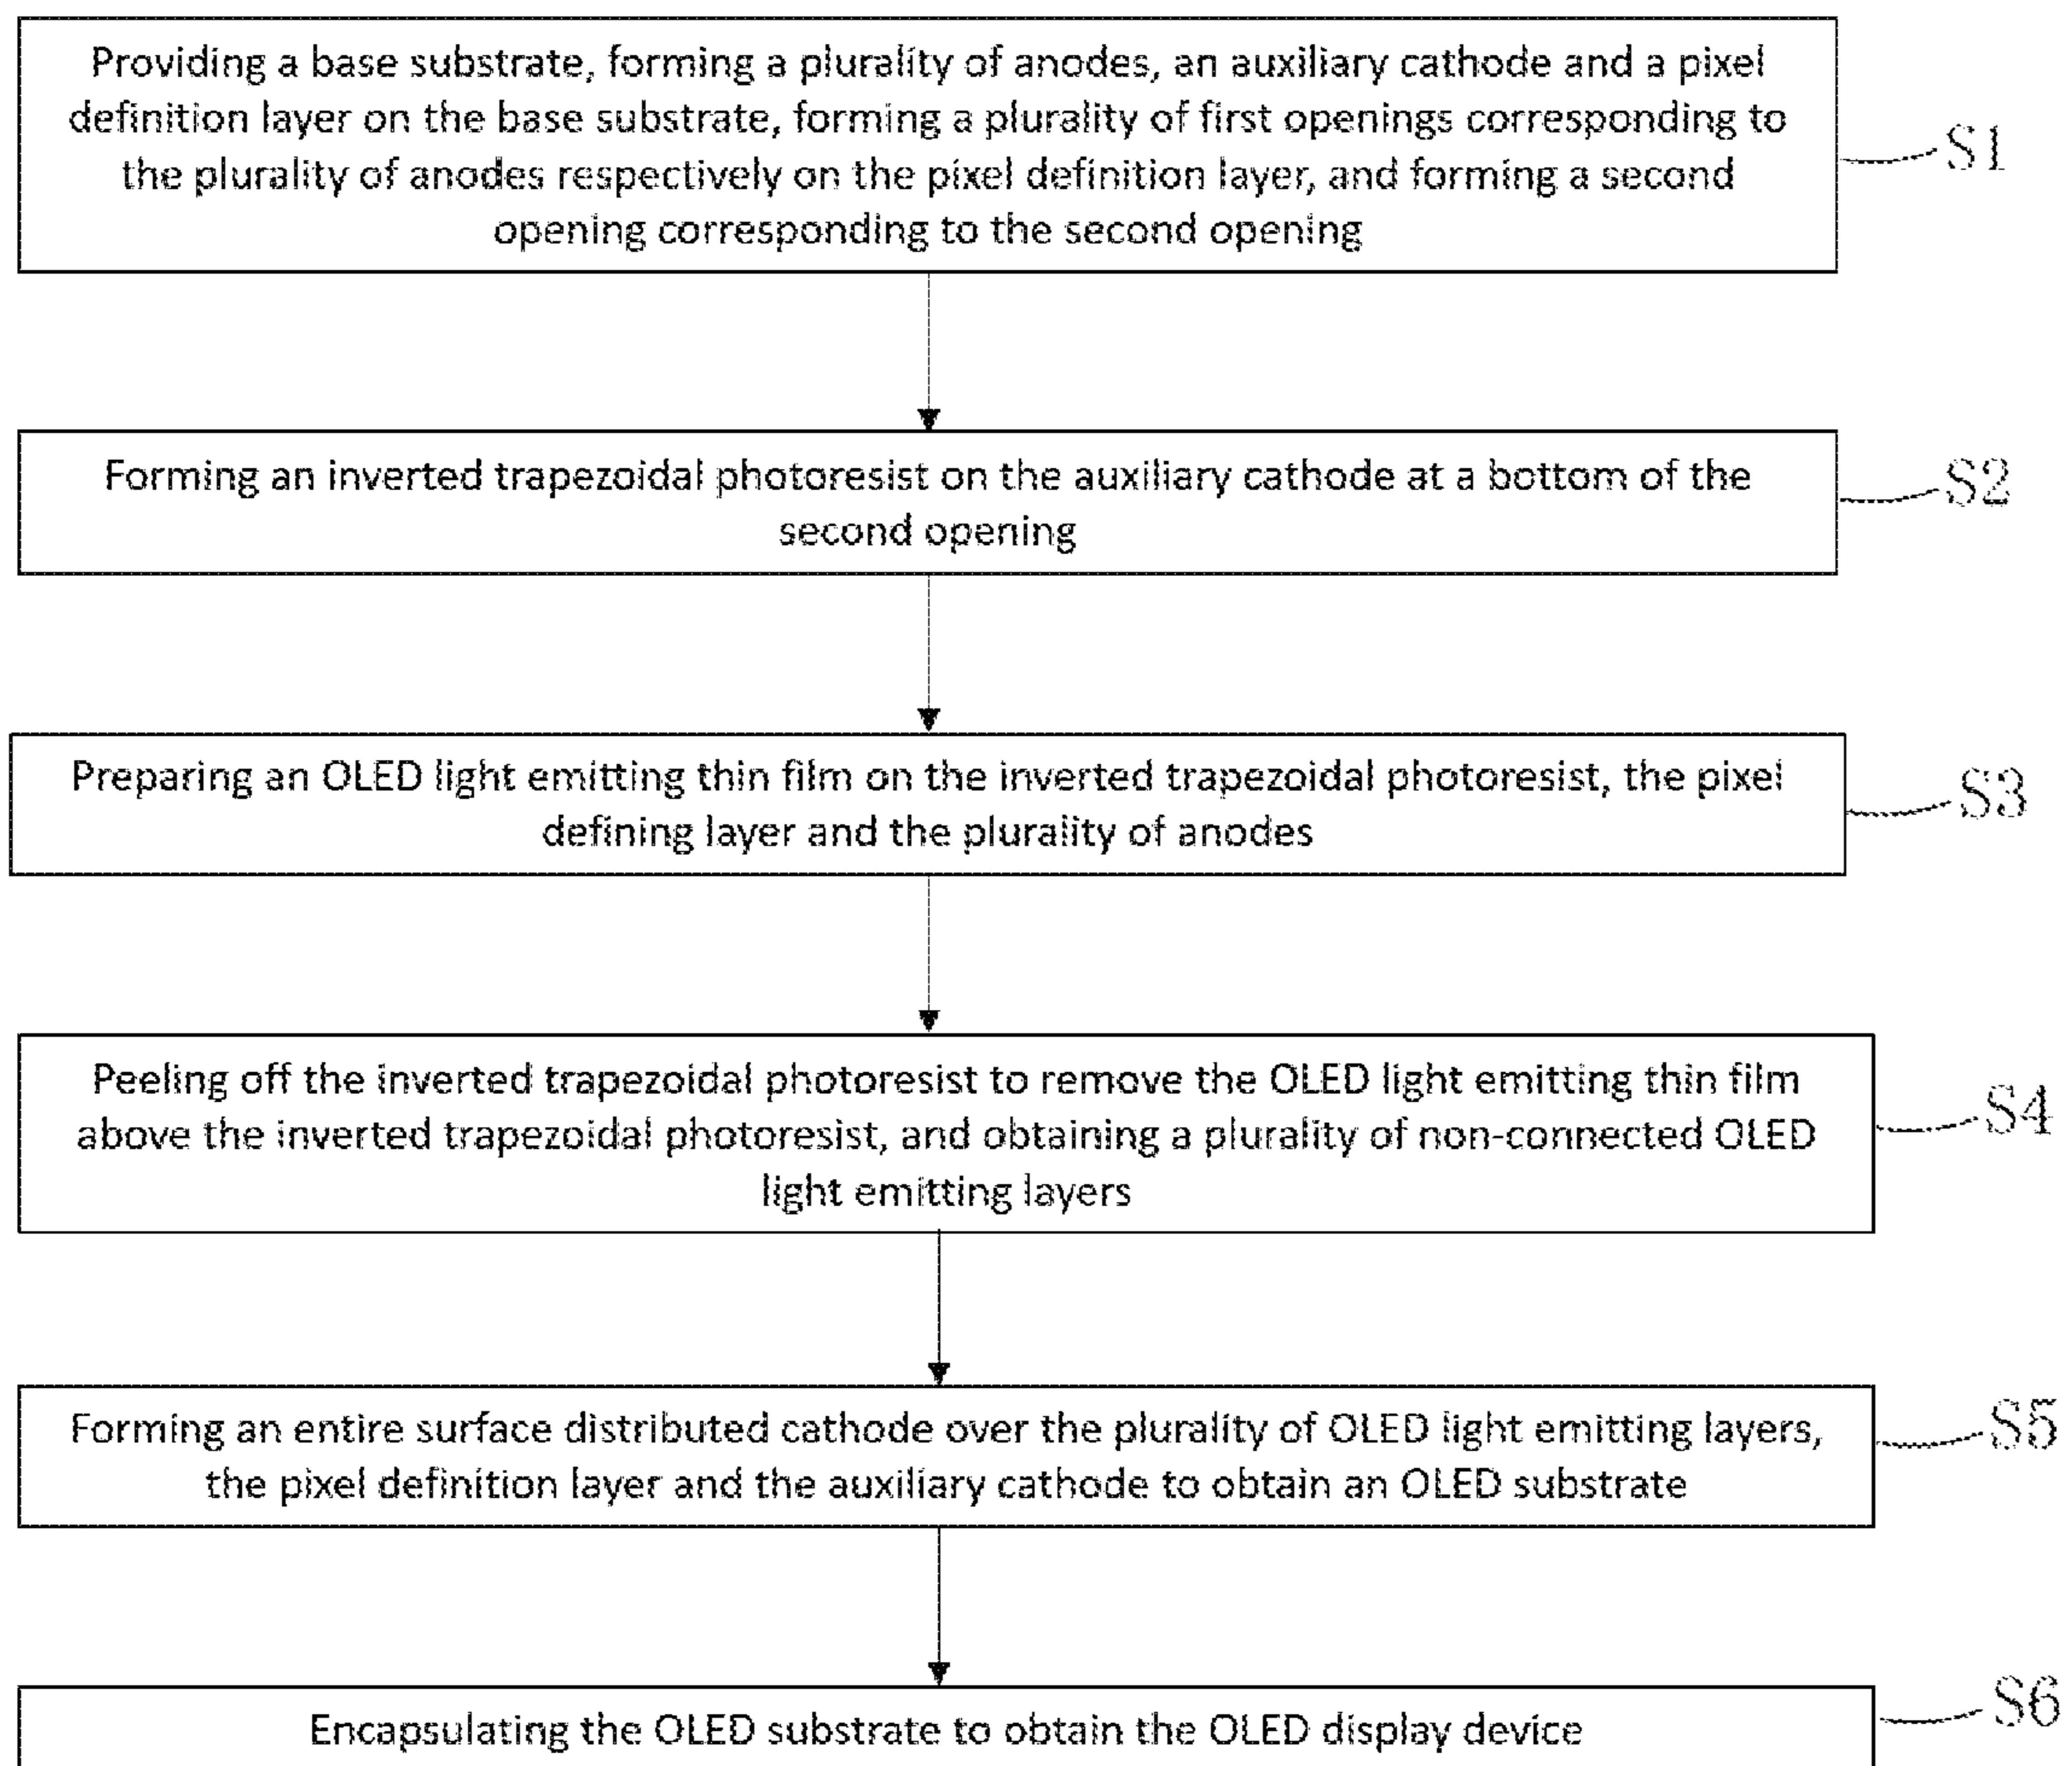 Providing a base substrate, forming a plurality of anodes, an auxiliary cathode and a pixel
definition layer on the base substrate, forming a plurality of first openings corresponding to
the plurality of anodes respectively on the pixel definition layer, and forming a second
opening corresponding to the second opening
S1
Forming an inverted trapezoidal photoresist on the auxiliary cathode at a bottom of the
second opening
S2
Preparing an OLED light emitting thin film on the inverted trapezoidal photoresist, the pixel
defining layer and the plurality of anodes
S3
Peeling off the inverted trapezoidal photoresist to remove the OLED light emitting thin film
above the inverted trapezoidal photoresist, and obtaining a plurality of non-connected OLED
light emitting layers
S4
Forming an entire surface distributed cathode over the plurality of OLED light emitting layers,
the pixel definition layer and the auxiliary cathode to obtain an OLED substrate
S5
Encapsulating the OLED substrate to obtain the OLED display device
S6